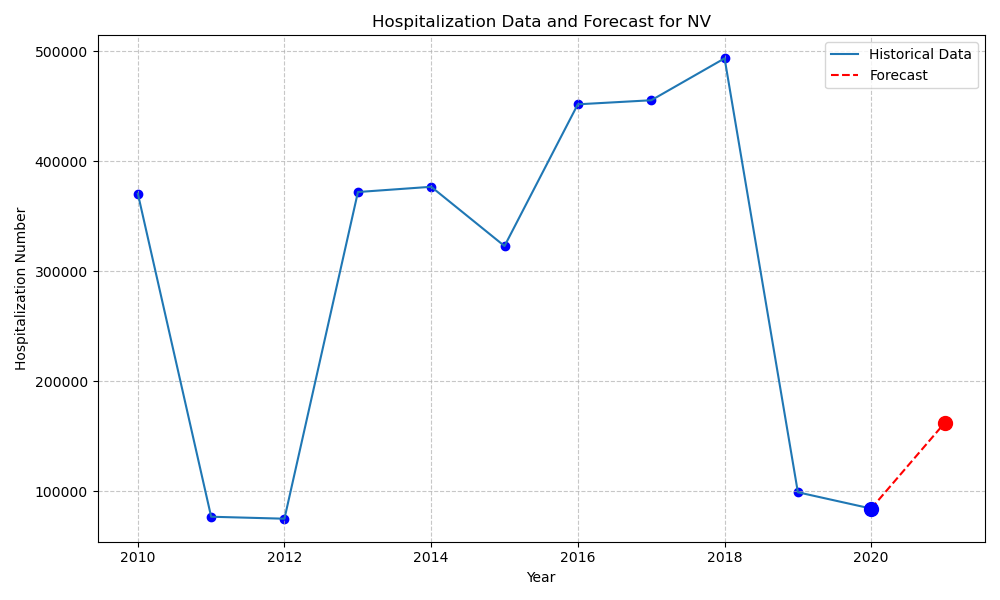 Hospitalization Data and Forecast for NV
Historical Data
Forecast
Hospitalization Number
500000
400000
300000
200000
100000
2010
2012
2014
2016
2018
2020
Year